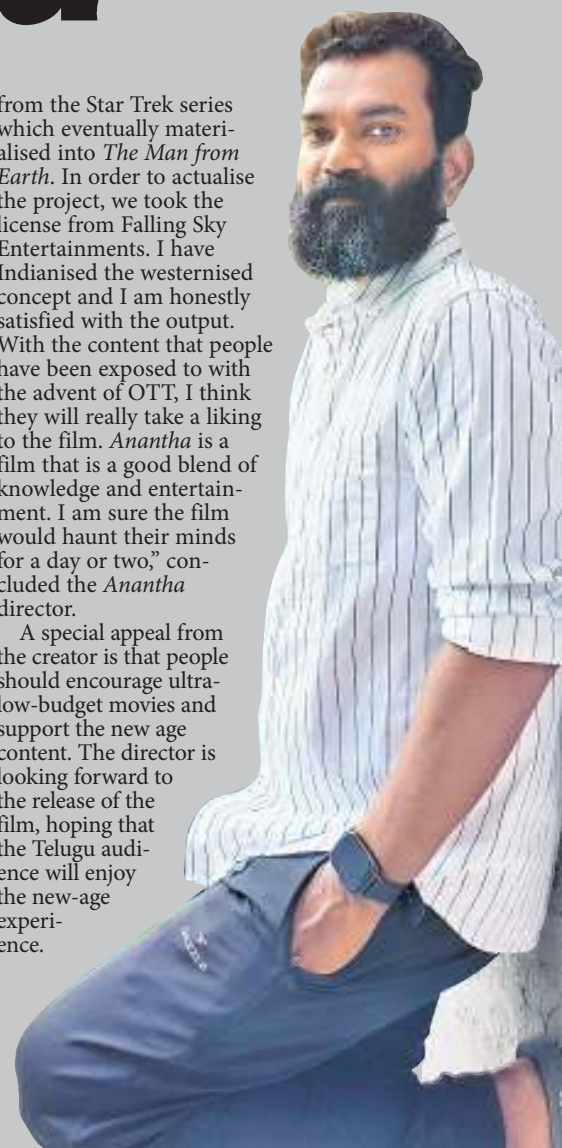 from the Star Trek series
which eventually materi-
alised into The Man from
Earth. In order to actualise
the project, we took the
license from Falling Sky
Entertainments. I have
Indianised the westernised
concept and I am honestly
satisfied with the output.
With the content that people
have been exposed to with
the advent of OTT, I think
they will really take a liking
to the film. Anantha is a
film that is a good blend of
knowledge and entertain-
ment. I am sure the film
would haunt their minds
for a day or two,” con-
cluded the Anantha
director.
A special appeal from
the creator is that people
should encourage ultra-
low-budget movies and
support the new age
content. The director is
looking forward to
the release of the
film, hoping that
the Telugu audi-
ence will enjoy
the new-age
experi-
ence.